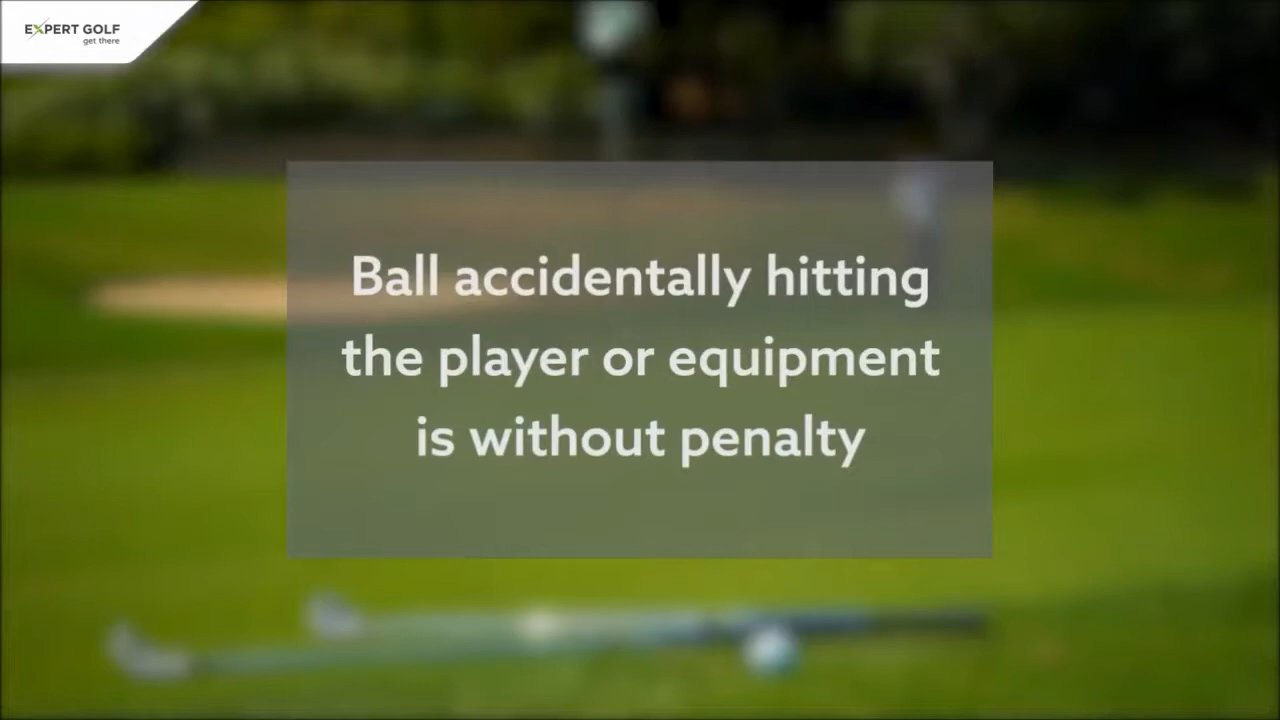 EXPERT GOLF
get there
Ball accidentally hitting
the player or equipment
is without penalty